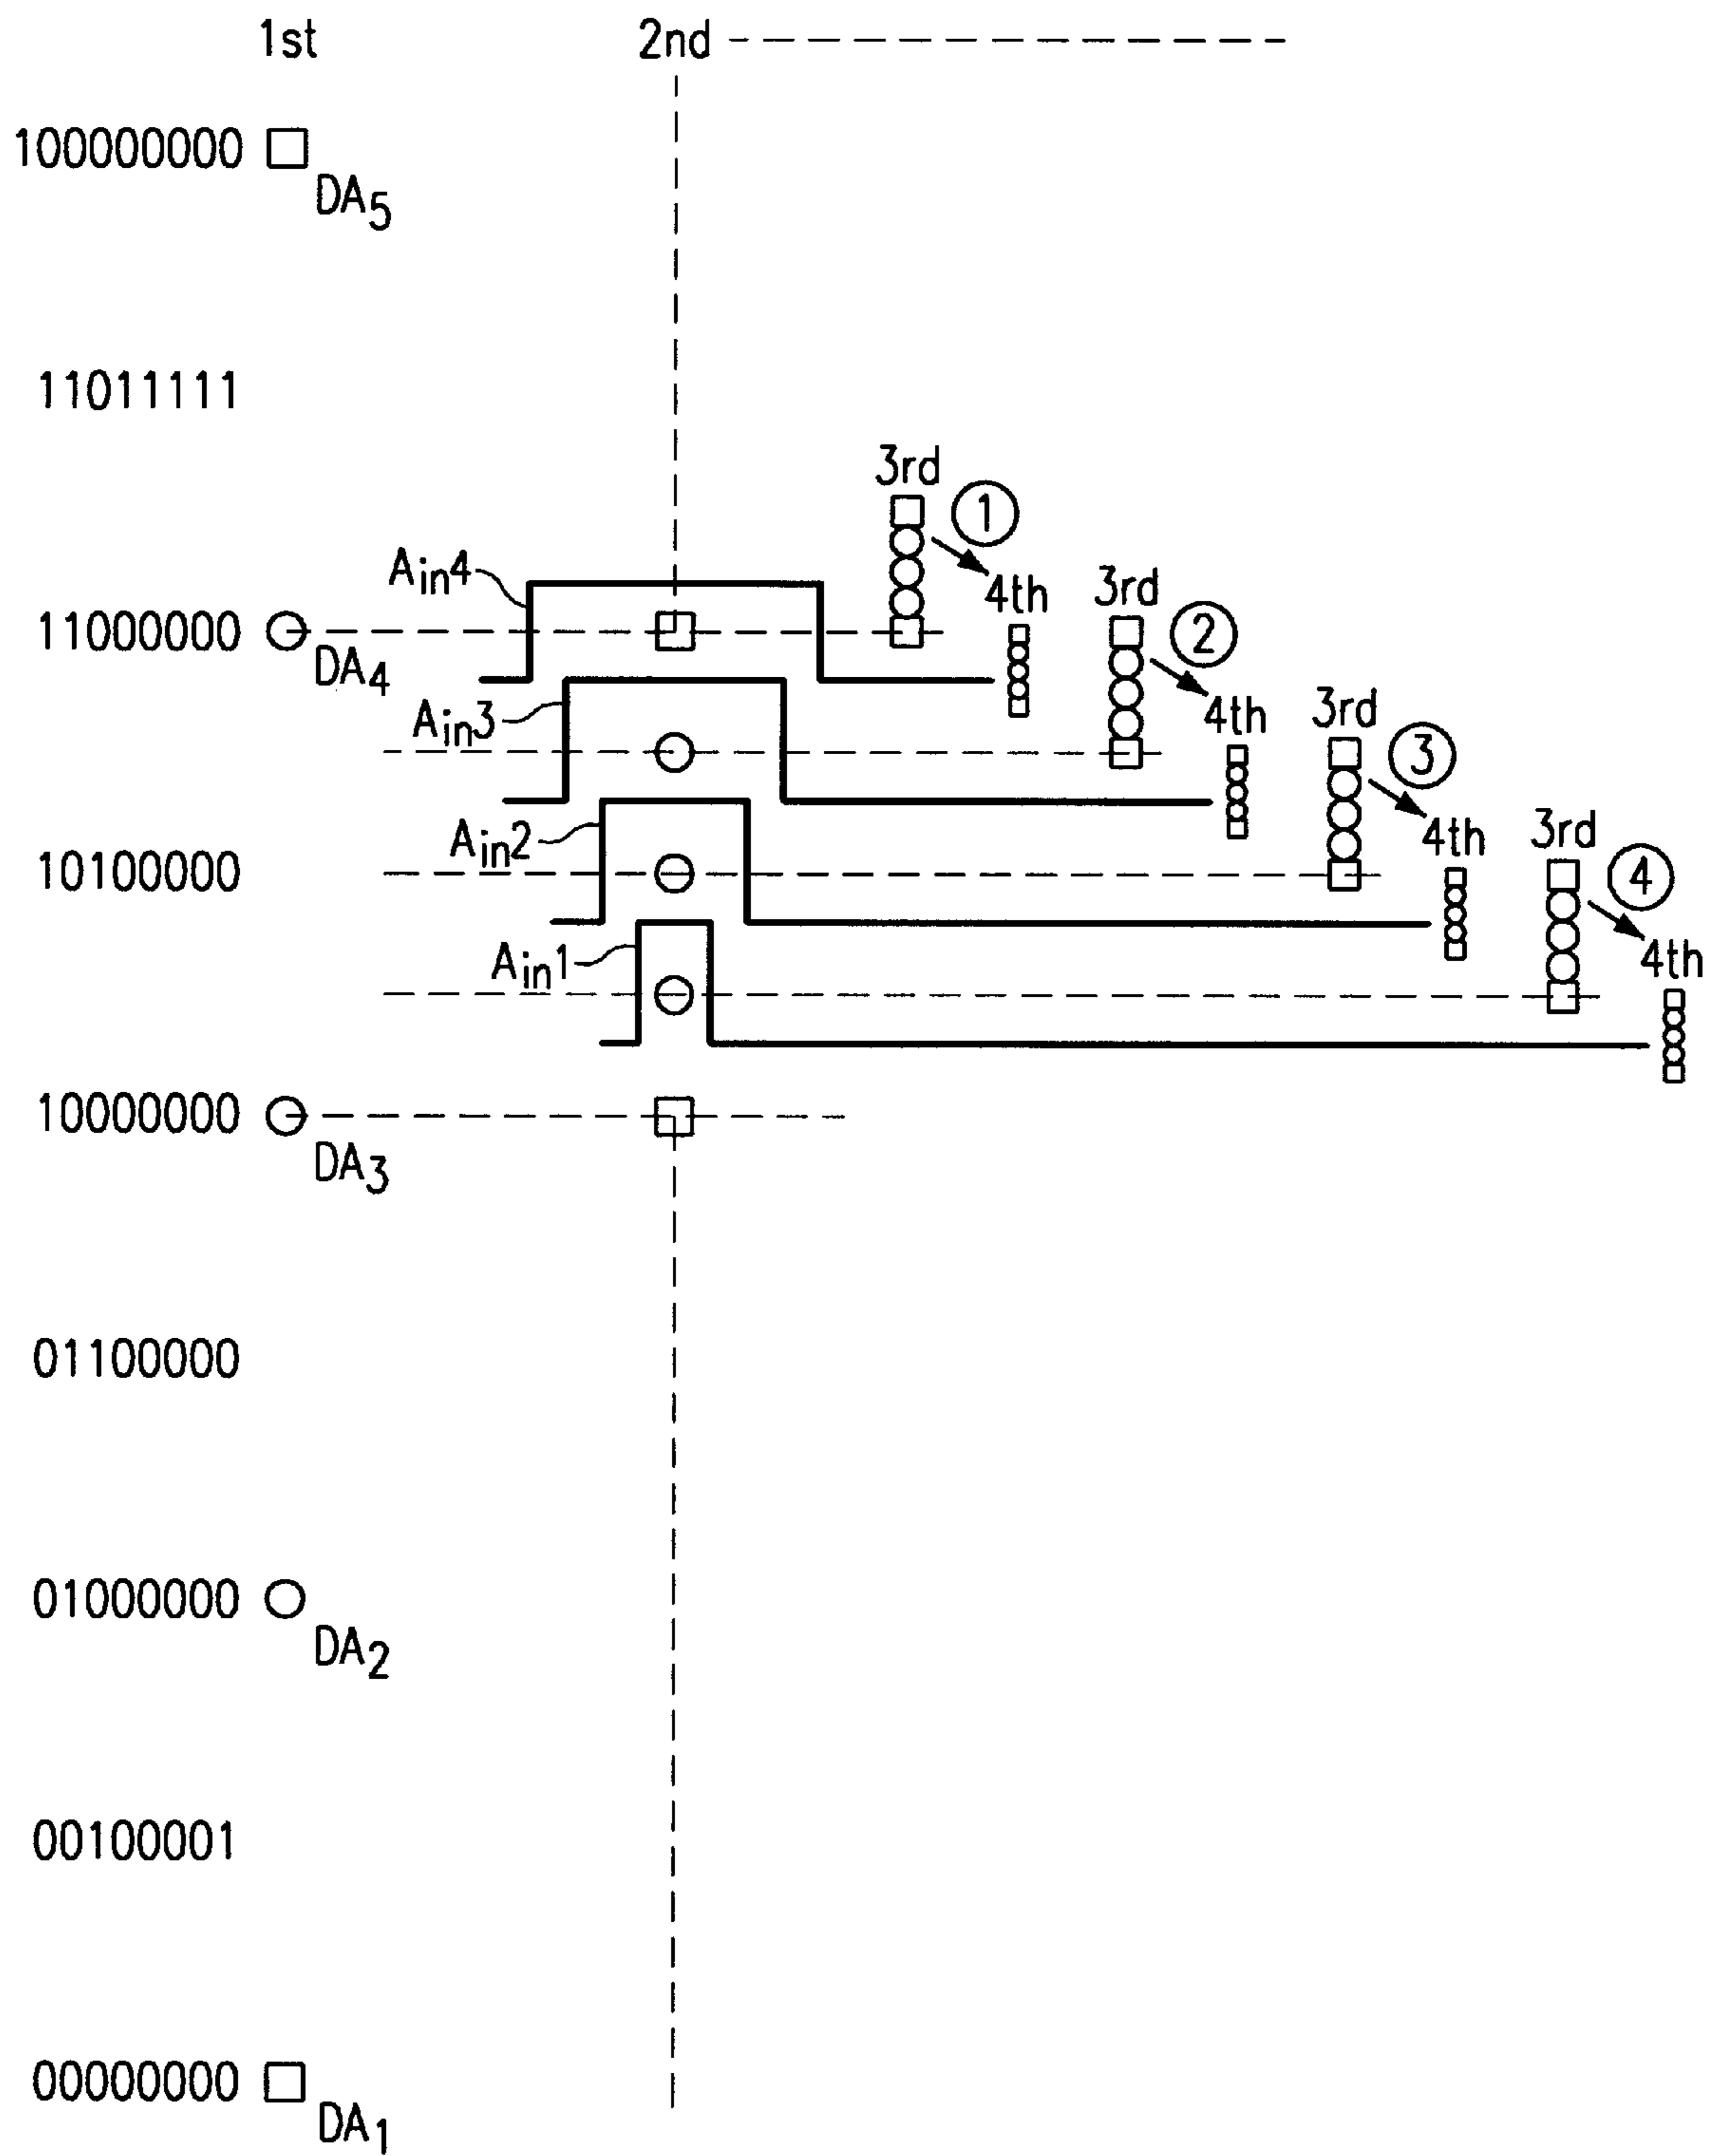 1st
2nd
100000000
DA5
11011111
3rd
1
Ain4
4th
3rd
11000000
2
DA4
Ain3
4th
3rd
3
Ain2
4th
3rd
10100000
4
Ain1
4th
10000000
DA3
01100000
01000000
DA2
00100001
00000000
DA1